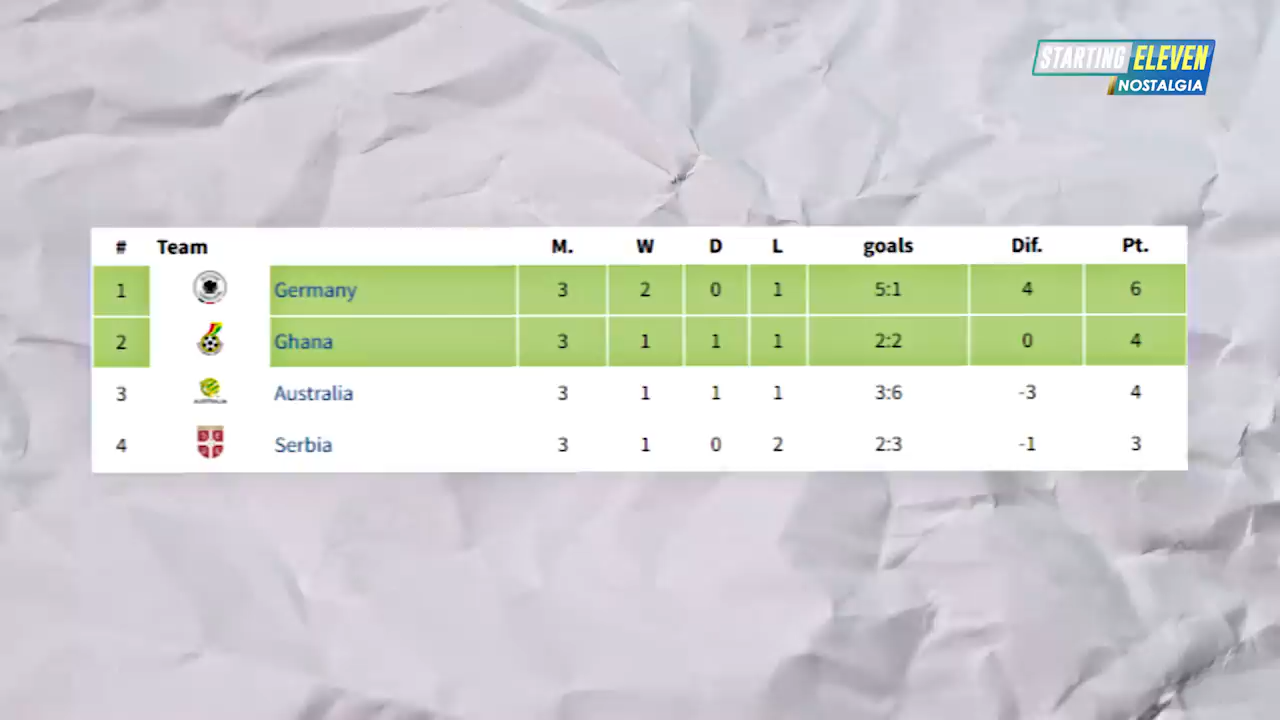 STARTING ELEVEN
NOSTALGIA
# Team M. W D L goals Dif. Pt.
1 Germany 3 2 0 1 5:1 4 6
2 Ghana 3 1 1 1 2:2 0 4
3 Australia 3 1 1 1 3:6 -3 4
4 Serbia 3 1 0 2 2:3 -1 3